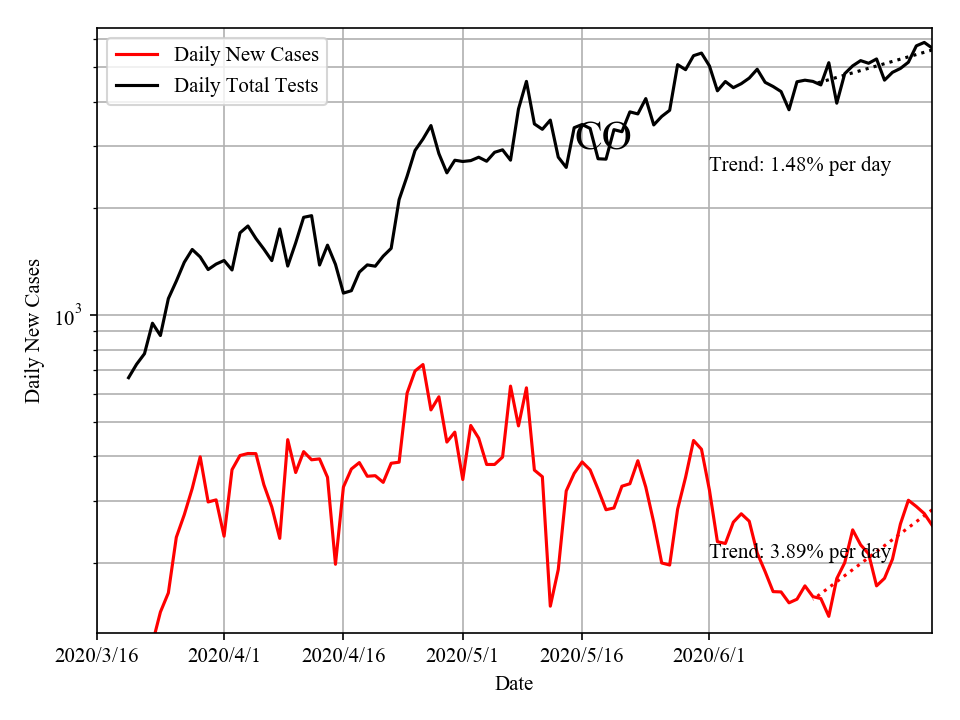 Daily New Cases
Daily Total Tests
CO
Trend: 1.48% per day
Daily New Cases
10^3
Trend: 3.89% per day
2020/3/16 2020/4/1 2020/4/16 2020/5/1 2020/5/16 2020/6/1
Date